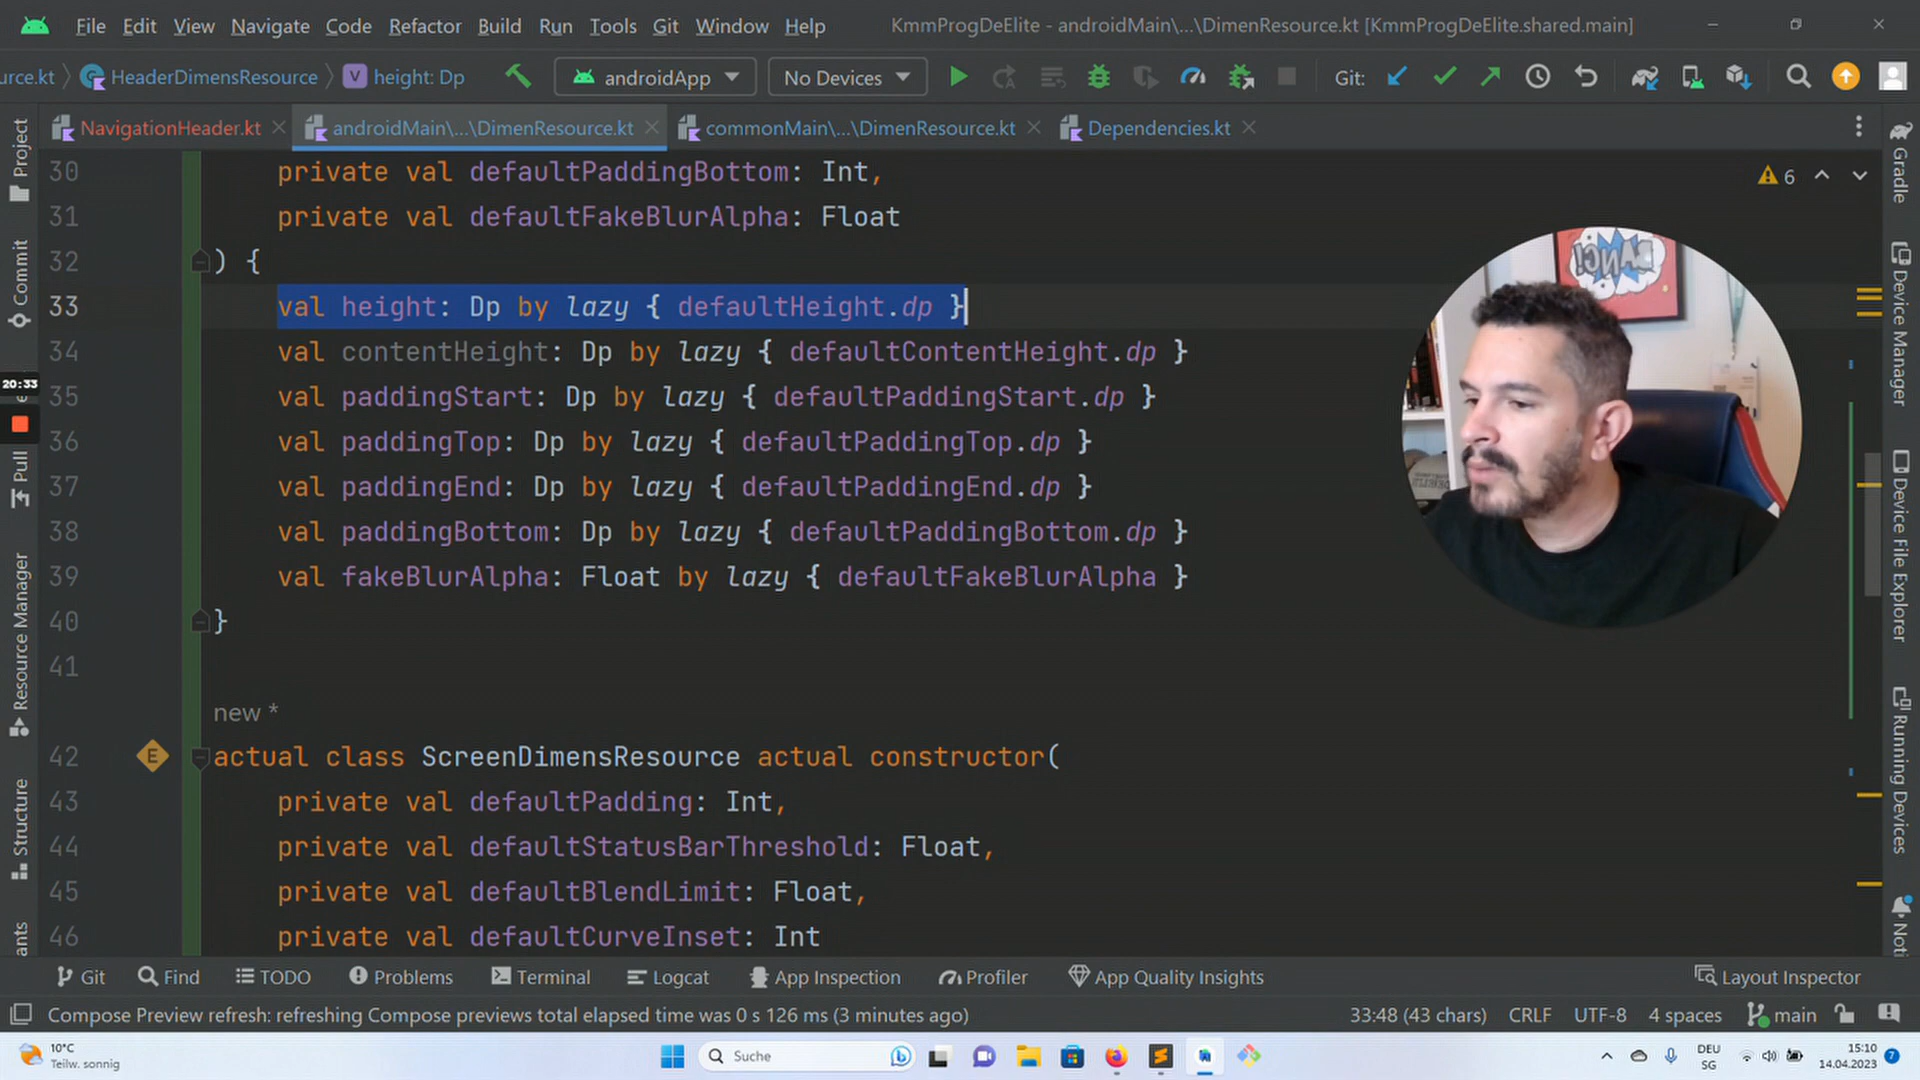 File Edit View Navigate Code Refactor Build Run Tools Git Window Help KmmProgDeElite - androidMain\...\DimenResource.kt [KmmProgDeElite.shared.main]
urce.kt HeaderDimensResource height: Dp androidApp No Devices Git:
NavigationHeader.kt androidMain\...\DimenResource.kt commonMain\...\DimenResource.kt Dependencies.kt
30 private val defaultPaddingBottom: Int, 6
31 private val defaultFakeBlurAlpha: Float
32 ) {
33 val height: Dp by lazy { defaultHeight.dp }
34 val contentHeight: Dp by lazy { defaultContentHeight.dp }
35 val paddingStart: Dp by lazy { defaultPaddingStart.dp }
36 val paddingTop: Dp by lazy { defaultPaddingTop.dp }
37 val paddingEnd: Dp by lazy { defaultPaddingEnd.dp }
38 val paddingBottom: Dp by lazy { defaultPaddingBottom.dp }
39 val fakeBlurAlpha: Float by lazy { defaultFakeBlurAlpha }
40 }
41
new *
42 actual class ScreenDimensResource actual constructor(
43 private val defaultPadding: Int,
44 private val defaultStatusBarThreshold: Float,
45 private val defaultBlendLimit: Float,
46 private val defaultCurveInset: Int
Project
Commit
20:33
Pull
Resource Manager
Structure
ants
Gradle
Device Manager
Device File Explorer
Running Devices
Noti
Git Find TODO Problems Terminal Logcat App Inspection Profiler App Quality Insights Layout Inspector
Compose Preview refresh: refreshing Compose previews total elapsed time was 0 s 126 ms (3 minutes ago) 33:48 (43 chars) CRLF UTF-8 4 spaces main
10°C
Teilw. sonnig
Suche
DEU
SG
15:10
14.04.2023
7